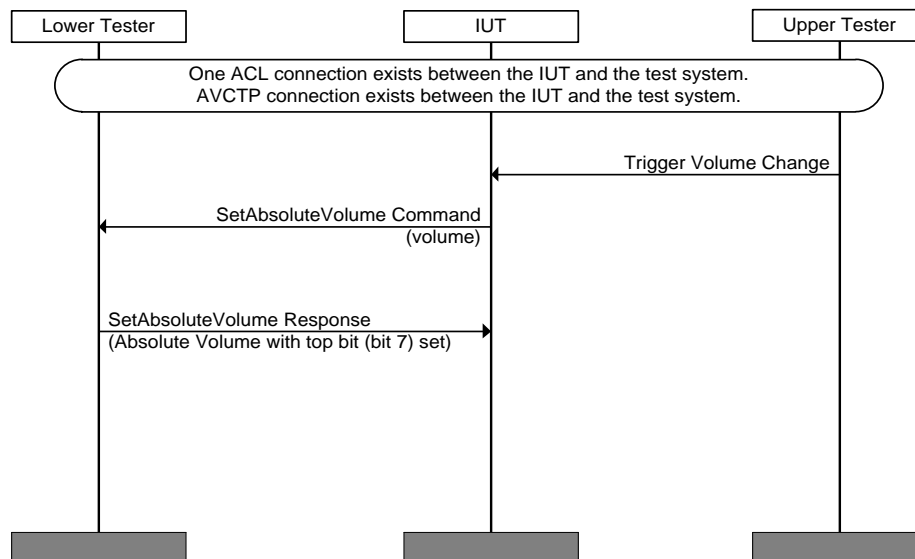 Lower Tester
IUT
Upper Tester
One ACL connection exists between the IUT and the test system.
AVCTP connection exists between the IUT and the test system.
Trigger Volume Change
SetAbsoluteVolume Command
(volume)
SetAbsoluteVolume Response
(Absolute Volume with top bit (bit 7) set)